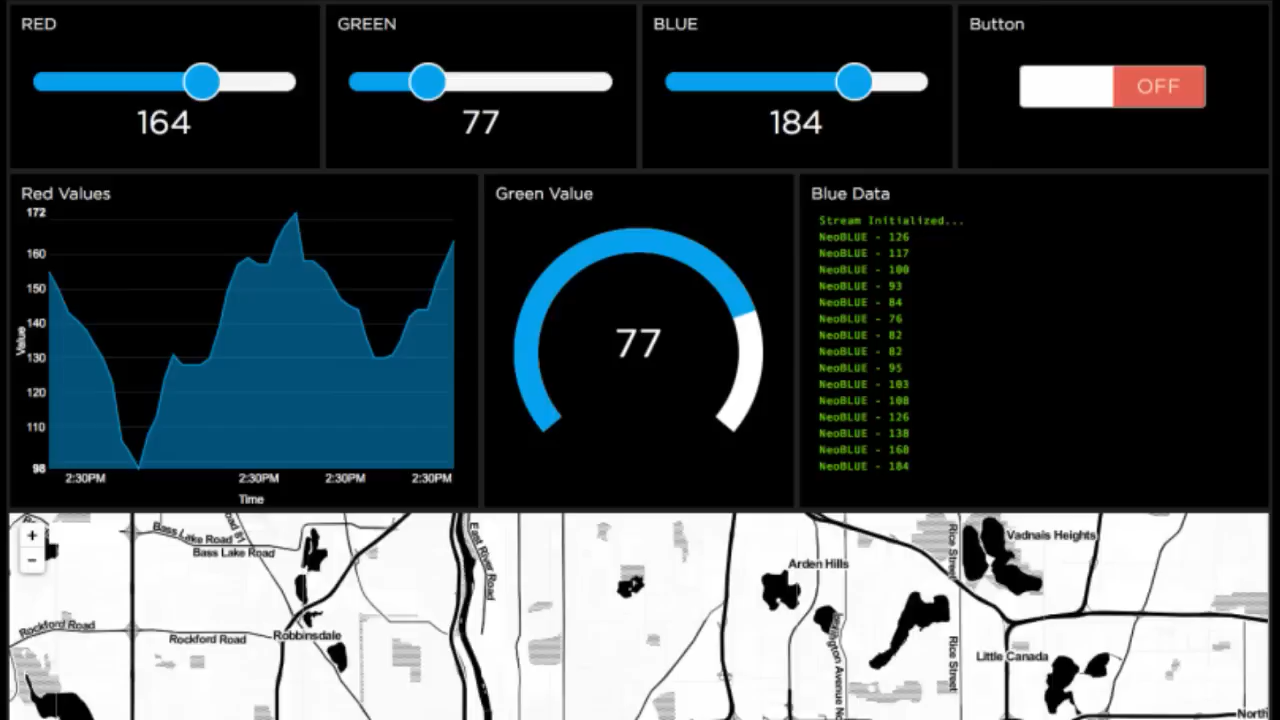 RED
164
GREEN
77
BLUE
184
Button
OFF
Red Values
172
160
150
140
130
120
110
98
Value
2:30PM
2:30PM
2:30PM
2:30PM
Time
Green Value
77
Blue Data
Stream Initialized...
NeoBLUE - 126
NeoBLUE - 117
NeoBLUE - 100
NeoBLUE - 93
NeoBLUE - 84
NeoBLUE - 76
NeoBLUE - 82
NeoBLUE - 82
NeoBLUE - 95
NeoBLUE - 103
NeoBLUE - 108
NeoBLUE - 126
NeoBLUE - 138
NeoBLUE - 160
NeoBLUE - 184
+
−
Bass Lake Road
Bass Lake Road
East River Road
Rockford Road
Rockford Road
Robbinsdale
Arden Hills
Rice Street
Vadnais Heights
Rice Street
Little Canada
North